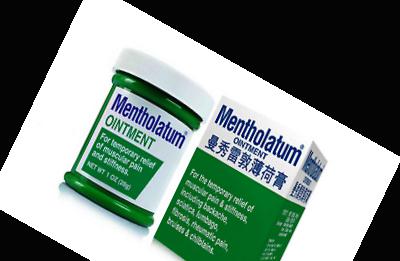 Mentholatum®
OINTMENT
For temporary relief
of muscular pain
and stiffness.
NET WT. 1 OZ. (28g)
Mentholatum®
OINTMENT
曼秀雷敦薄荷膏
For the temporary relief of
muscular pain & stiffness,
including backache,
sciatica, lumbago,
fibrosis, rheumatic pain,
bruises & chilblains.